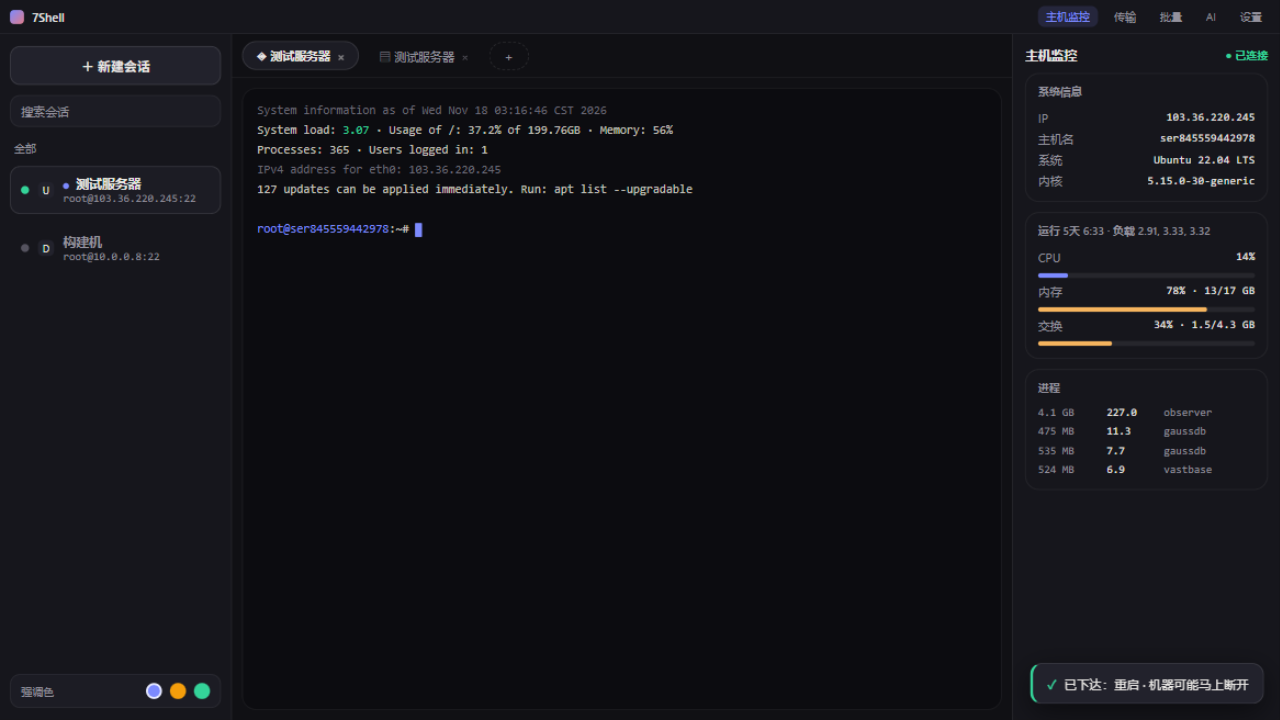 7Shell
主机监控 传输 批量 AI 设置
+ 新建会话
搜索会话
全部
U 测试服务器
root@103.36.220.245:22
D 构建机
root@10.0.0.8:22
强调色
测试服务器 × 测试服务器 × +
System information as of Wed Nov 18 03:16:46 CST 2026
System load: 3.07 · Usage of /: 37.2% of 199.76GB · Memory: 56%
Processes: 365 · Users logged in: 1
IPv4 address for eth0: 103.36.220.245
127 updates can be applied immediately. Run: apt list --upgradable
root@ser845559442978:~#
主机监控 已连接
系统信息
IP 103.36.220.245
主机名 ser845559442978
系统 Ubuntu 22.04 LTS
内核 5.15.0-30-generic
运行 5天 6:33 · 负载 2.91, 3.33, 3.32
CPU 14%
内存 78% · 13/17 GB
交换 34% · 1.5/4.3 GB
进程
4.1 GB 227.0 observer
475 MB 11.3 gaussdb
535 MB 7.7 gaussdb
524 MB 6.9 vastbase
✓ 已下达: 重启 · 机器可能马上断开